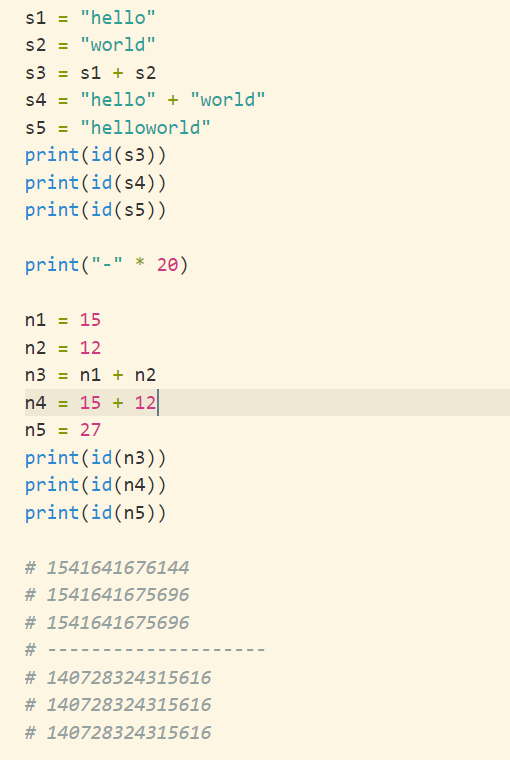 s1 = "hello"
s2 = "world"
s3 = s1 + s2
s4 = "hello" + "world"
s5 = "helloworld"
print(id(s3))
print(id(s4))
print(id(s5))
print("-" * 20)
n1 = 15
n2 = 12
n3 = n1 + n2
n4 = 15 + 12
n5 = 27
print(id(n3))
print(id(n4))
print(id(n5))
# 1541641676144
# 1541641675696
# 1541641675696
# --------------------
# 140728324315616
# 140728324315616
# 140728324315616